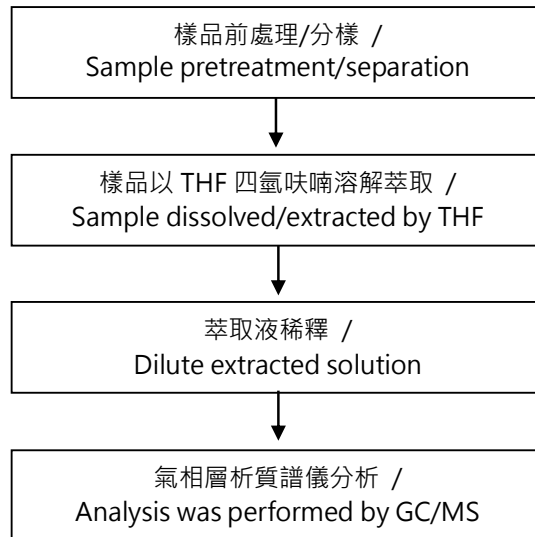 樣品前處理/分樣 /
Sample pretreatment/separation
樣品以 THF 四氫呋喃溶解萃取 /
Sample dissolved/extracted by THF
萃取液稀釋 /
Dilute extracted solution
氣相層析質譜儀分析 /
Analysis was performed by GC/MS